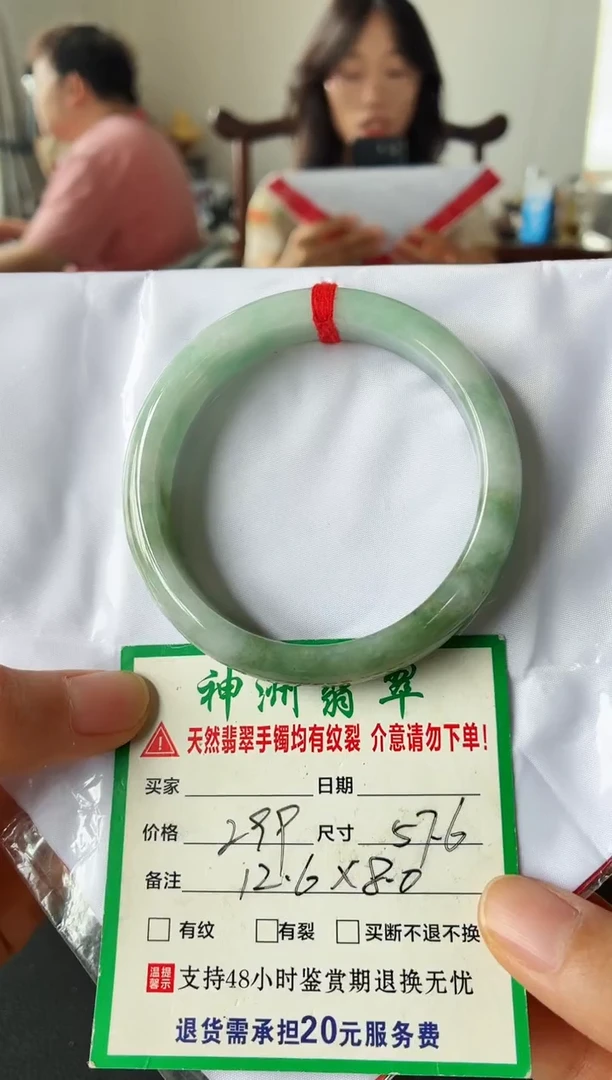 神洲翡翠
天然翡翠手镯均有纹裂 介意请勿下单!
买家 日期
价格 299 尺寸 57.6
备注 12.6×8.0
有纹 有裂 买断不退不换
温馨提示 支持48小时鉴赏期退换无忧
退货需承担20元服务费